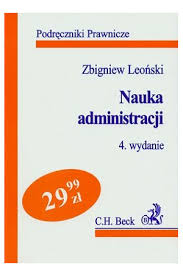 Podręczniki Prawnicze
Zbigniew Leoński
Nauka
administracji
4. wydanie
29 99
zł
C.H. Beck